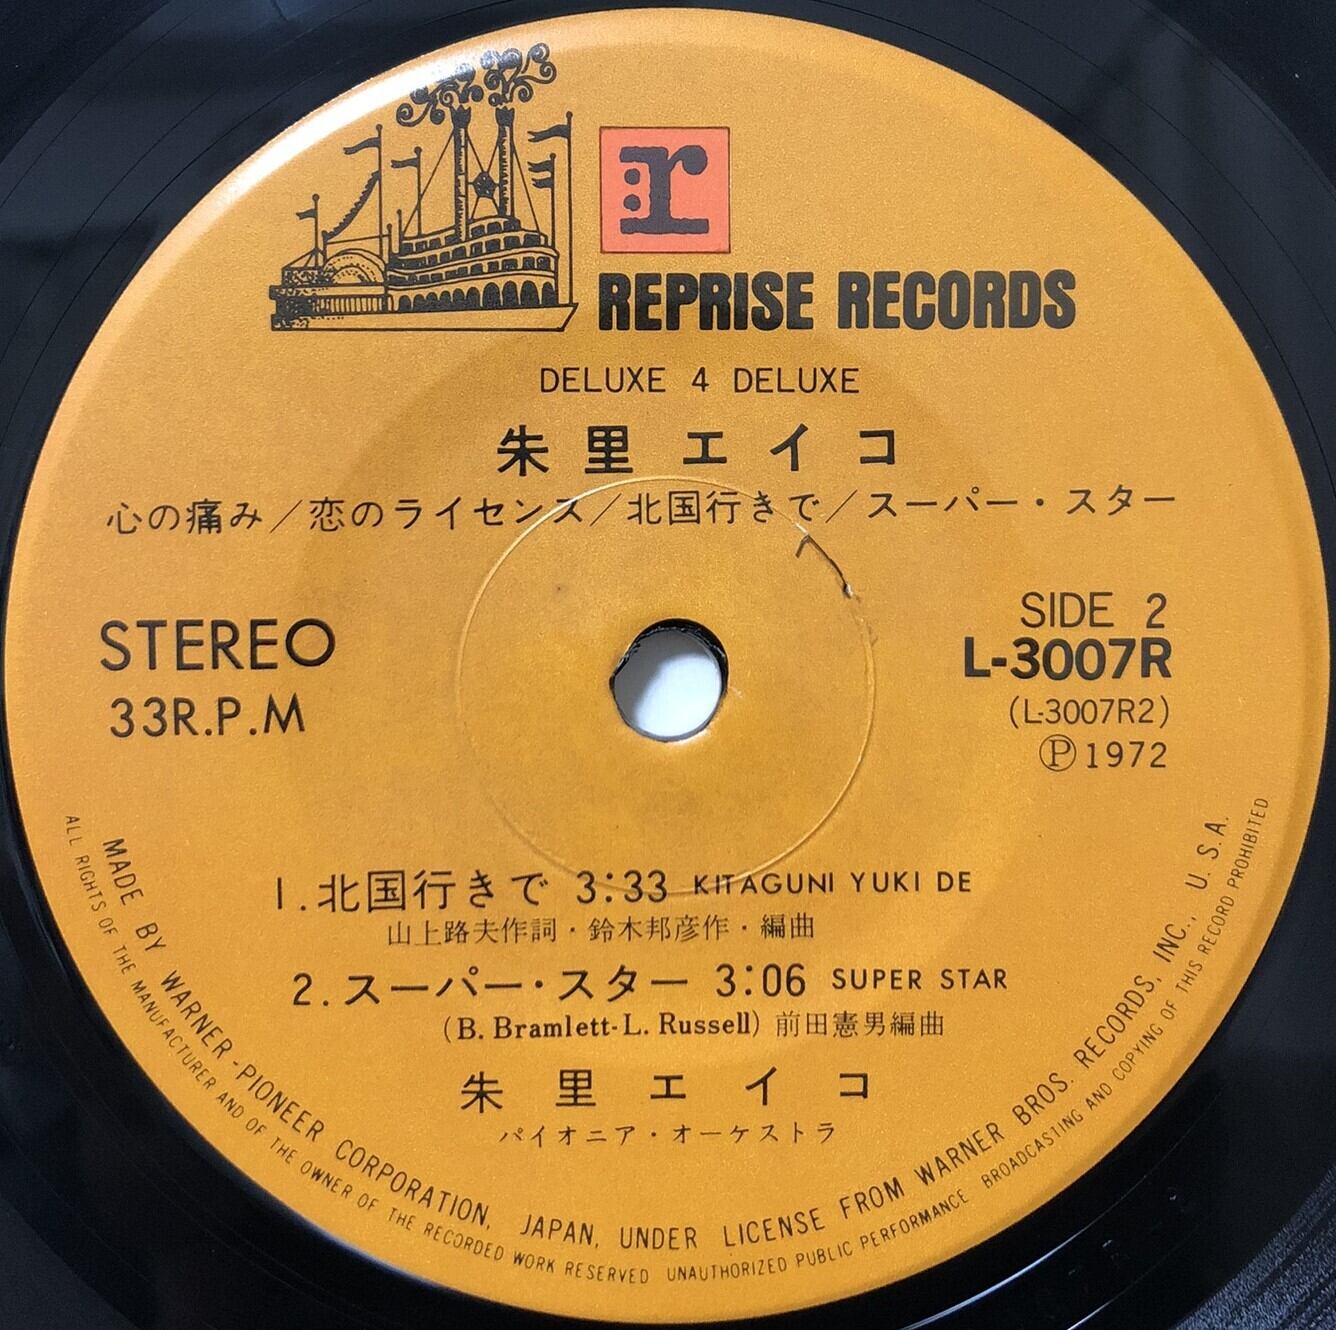 r
REPRISE RECORDS
DELUXE 4 DELUXE
朱里エイコ
心の痛み/恋のライセンス/北国行きで/スーパー・スター
STEREO
33R.P.M
SIDE 2
L-3007R
(L-3007R2)
Ⓟ1972
1.北国行きで 3:33 KITAGUNI YUKI DE
山上路夫作詞・鈴木邦彦作・編曲
2.スーパー・スター 3:06 SUPER STAR
(B. Bramlett-L. Russell) 前田憲男編曲
朱里エイコ
パイオニア・オーケストラ
MADE BY WARNER-PIONEER CORPORATION, JAPAN, UNDER LICENSE FROM WARNER BROS. RECORDS, INC., U.S.A.
ALL RIGHTS OF THE MANUFACTURER AND OF THE OWNER OF THE RECORDED WORK RESERVED UNAUTHORIZED PUBLIC PERFORMANCE BROADCASTING AND COPYING OF THIS RECORD PROHIBITED